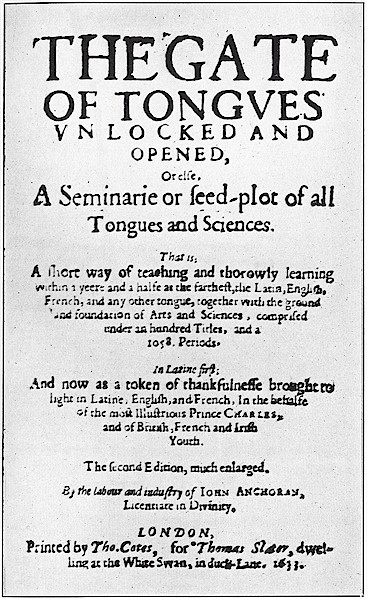 THE GATE
OF TONGVES
VNLOCKED AND
OPENED,
Or elſe,
A Seminarie or ſeed-plot of all
Tongues and Sciences.
That is:
A ſhort way of teaching and thorowly learning
within a yeere and a halfe at the fartheſt, the Latin, Engliſh,
French, and any other tongue, together with the ground
and foundation of Arts and Sciences, compriſed
under an hundred Titles, and a
1058. Periods.
In Latine firſt:
And now as a token of thankfulneſſe brought to
light in Latine, Engliſh, and French, In the behalfe
of the moſt Illuſtrious Prince CHARLES,
and of Britiſh, French and Iriſh
Youth.
The ſecond Edition, much enlarged.
By the labour and induſtry of IOHN ANCHORAN,
Licentiate in Divinity.
LONDON,
Printed by Tho. Cotes, for Thomas Slater, dwel-
ling at the White Swan, in duck-Lane. 1633.